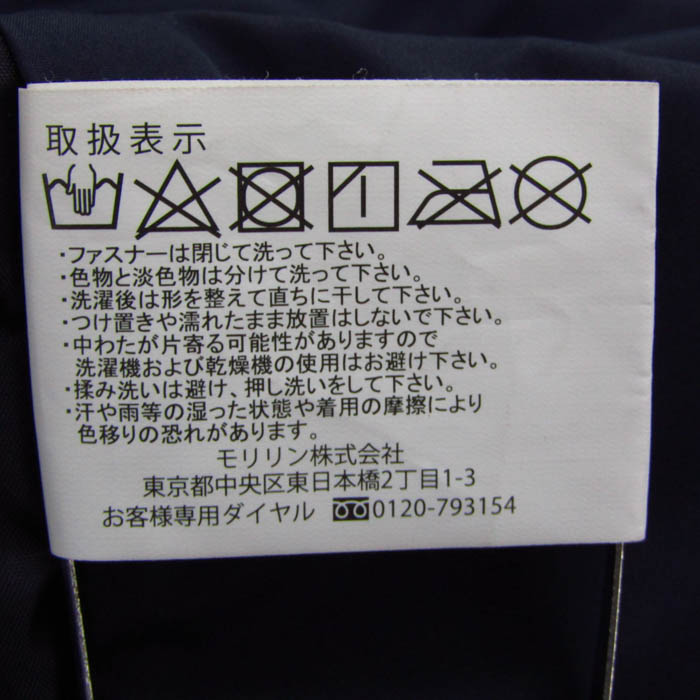 取扱表示
・ファスナーは閉じて洗って下さい。
・色物と淡色物は分けて洗って下さい。
・洗濯後は形を整えて直ちに干して下さい。
・つけ置きや濡れたまま放置はしないで下さい。
・中わたが片寄る可能性がありますので
洗濯機および乾燥機の使用はお避け下さい。
・揉み洗いは避け、押し洗いをして下さい。
・汗や雨等の湿った状態や着用の摩擦により
色移りの恐れがあります。
モリリン株式会社
東京都中央区東日本橋2丁目1-3
お客様専用ダイヤル 0120-793154